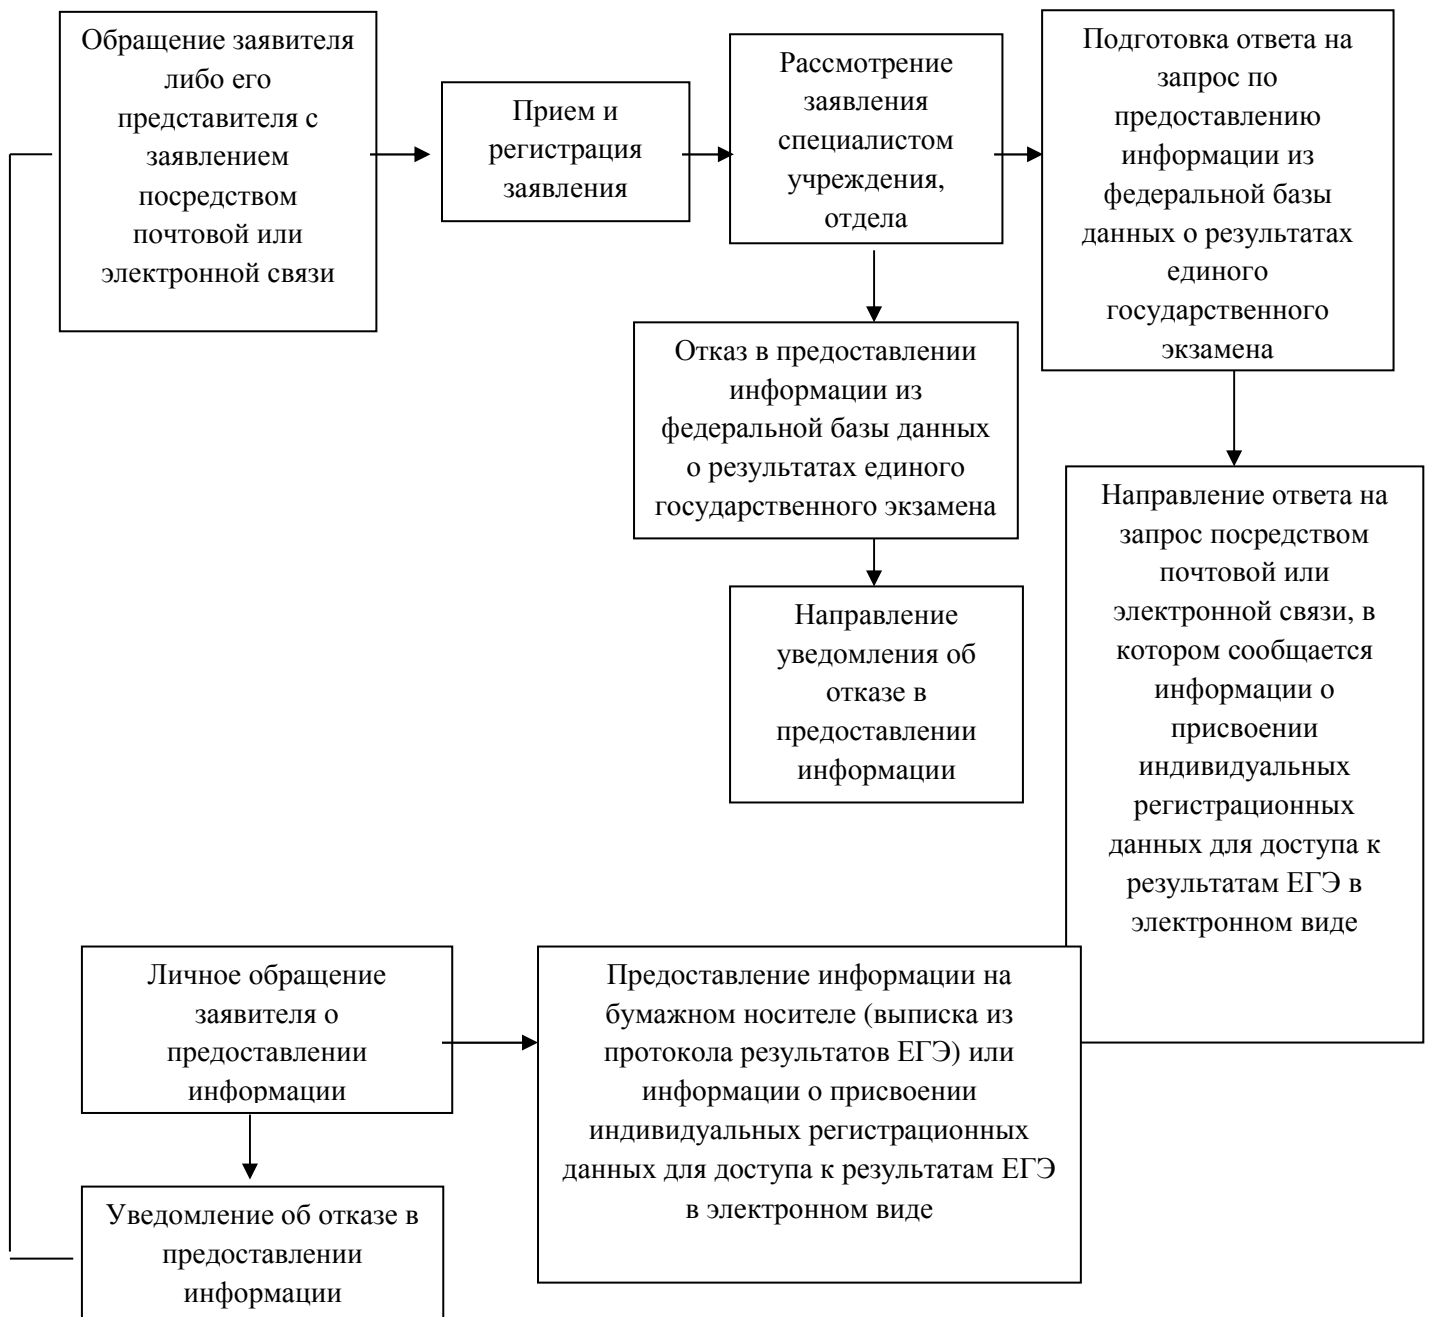 Обращение заявителя
либо его
представителя с
заявлением
посредством
почтовой или
электронной связи
Прием и
регистрация
заявления
Рассмотрение
заявления
специалистом
учреждения,
отдела
Подготовка ответа на
запрос по
предоставлению
информации из
федеральной базы
данных о результатах
единого
государственного
экзамена
Отказ в предоставлении
информации из
федеральной базы данных
о результатах единого
государственного экзамена
Направление ответа на
запрос посредством
почтовой или
электронной связи, в
котором сообщается
информации о
присвоении
индивидуальных
регистрационных
данных для доступа к
результатам ЕГЭ в
электронном виде
Направление
уведомления об
отказе в
предоставлении
информации
Личное обращение
заявителя о
предоставлении
информации
Предоставление информации на
бумажном носителе (выписка из
протокола результатов ЕГЭ) или
информации о присвоении
индивидуальных регистрационных
данных для доступа к результатам ЕГЭ
в электронном виде
Уведомление об отказе в
предоставлении
информации